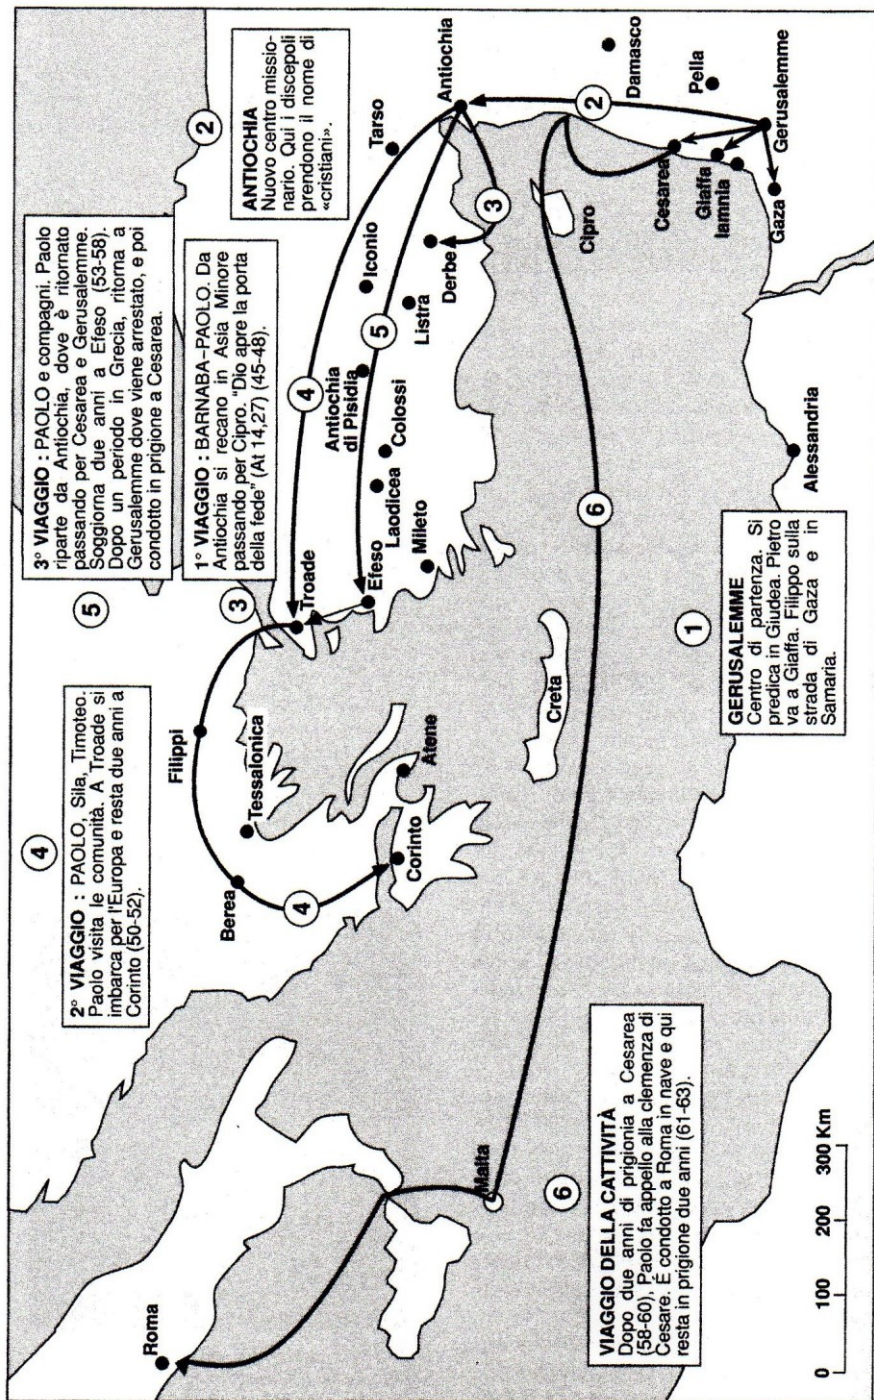 4
2° VIAGGIO : PAOLO, Sila, Timoteo.
Paolo visita le comunità. A Troade si
imbarca per l'Europa e resta due anni a
Corinto (50-52).
5
3° VIAGGIO : PAOLO e compagni. Paolo
riparte da Antiochia, dove è ritornato
passando per Cesarea e Gerusalemme.
Soggiorna due anni a Efeso (53-58).
Dopo un periodo in Grecia, ritorna a
Gerusalemme dove viene arrestato, e poi
condotto in prigione a Cesarea.
3
1° VIAGGIO : BARNABA-PAOLO. Da
Antiochia si recano in Asia Minore
passando per Cipro. "Dio apre la porta
della fede" (At 14,27) (45-48).
2
ANTIOCHIA
Nuovo centro missio-
nario. Qui i discepoli
prendono il nome di
«cristiani».
Roma
Berea
Filippi
Tessalonica
4
Corinto
Atene
Troade
4
Efeso
Laodicea
Colossi
Mileto
Antiochia
di Pisidia
5
Iconio
Listra
Derbe
3
Tarso
Antiochia
Malta
Creta
Cipro
6
2
Damasco
Pella
Cesarea
Giaffa
Iamnia
Gaza
Gerusalemme
Alessandria
6
VIAGGIO DELLA CATTIVITÀ
Dopo due anni di prigionia a Cesarea
(58-60), Paolo fa appello alla clemenza di
Cesare. È condotto a Roma in nave e qui
resta in prigione due anni (61-63).
1
GERUSALEMME
Centro di partenza. Si
predica in Giudea. Pietro
va a Giaffa. Filippo sulla
strada di Gaza e in
Samaria.
0 100 200 300 Km